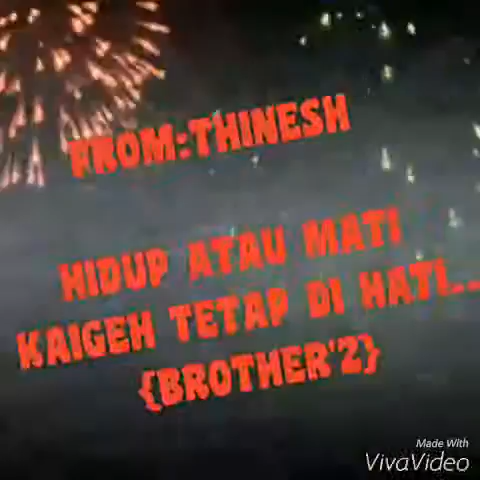 FROM:THINESH
HIDUP ATAU MATI
KAIGEH TETAP DI HATI..
{BROTHER'2}
Made With
VivaVideo